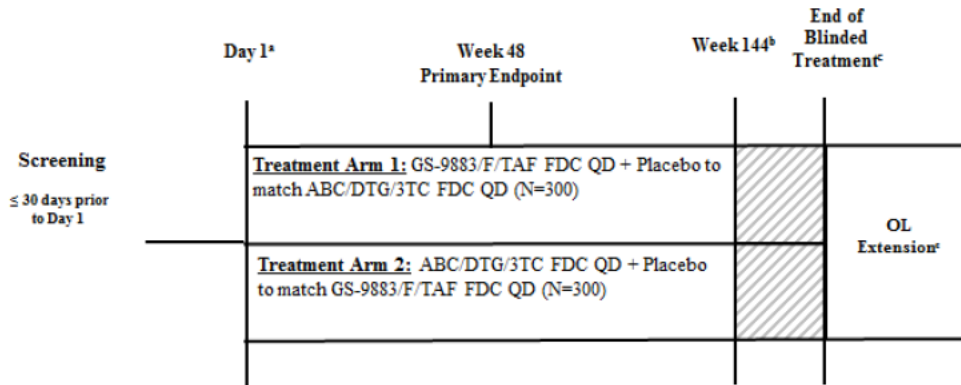 Day 1ᵃ
Week 48
Primary Endpoint
Week 144ᵇ
End of
Blinded
Treatmentᶜ
Screening
≤ 30 days prior
to Day 1
Treatment Arm 1: GS-9883/F/TAF FDC QD + Placebo to
match ABC/DTG/3TC FDC QD (N=300)
Treatment Arm 2: ABC/DTG/3TC FDC QD + Placebo
to match GS-9883/F/TAF FDC QD (N=300)
OL
Extensionᶜ